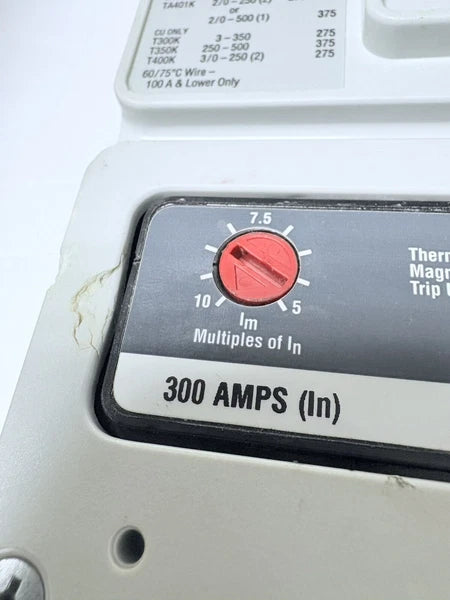 TA401K 2/0-250 (2) 275
or
2/0-500 (1) 375
CU ONLY
T300K 3-350 275
T350K 250-500 375
T400K 3/0-250 (2) 275
60/75°C Wire –
100 A & Lower Only
7.5
10 5
Im
Multiples of In
Therm
Magn
Trip U
300 AMPS (In)